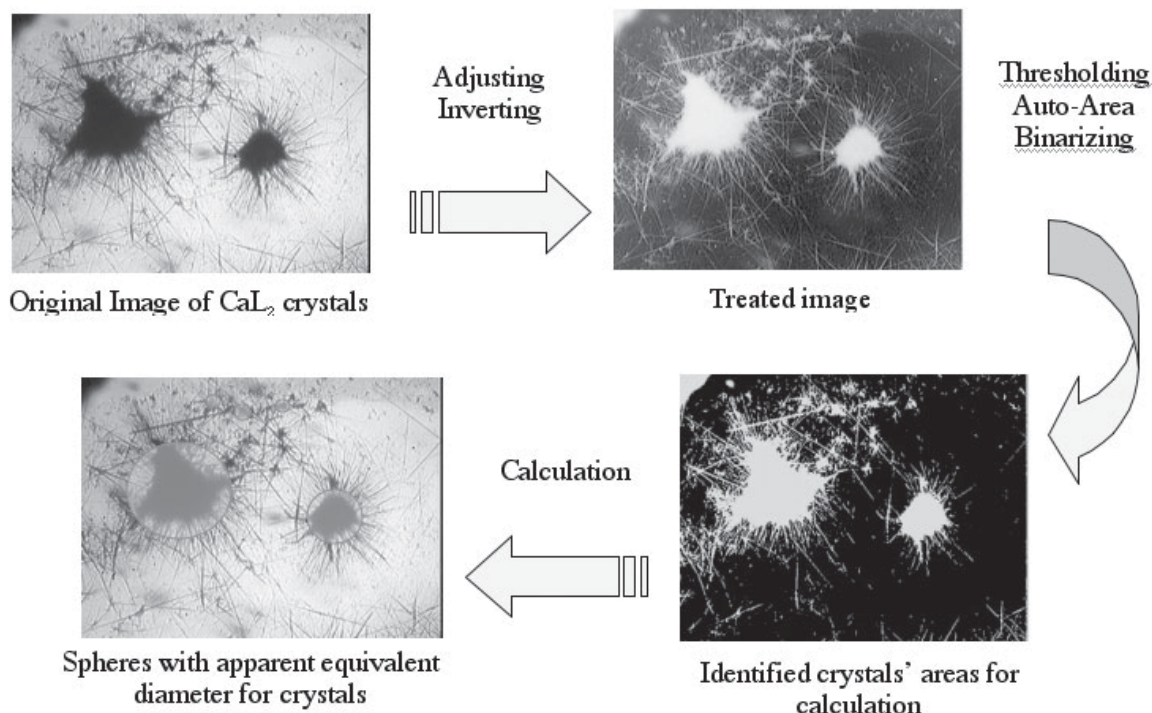 Adjusting
Inverting
Thresholding
Auto-Area
Binarizing
Original Image of CaL₂ crystals
Treated image
Calculation
Spheres with apparent equivalent
diameter for crystals
Identified crystals’ areas for
calculation